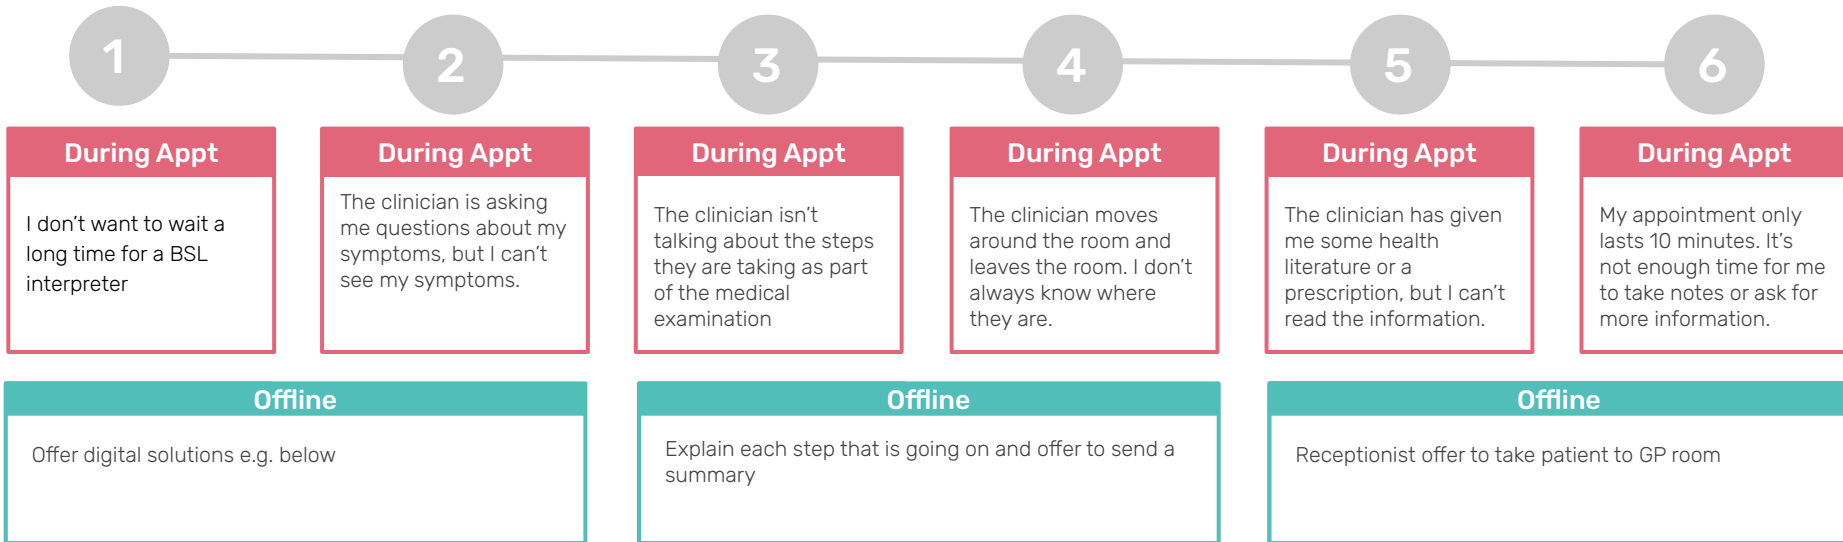 1
2
3
4
5
6
During Appt
I don't want to wait a
long time for a BSL
interpreter
During Appt
The clinician is asking
me questions about my
symptoms, but I can't
see my symptoms.
During Appt
The clinician isn't
talking about the steps
they are taking as part
of the medical
examination
During Appt
The clinician moves
around the room and
leaves the room. I don't
always know where
they are.
During Appt
The clinician has given
me some health
literature or a
prescription, but I can't
read the information.
During Appt
My appointment only
lasts 10 minutes. It's
not enough time for me
to take notes or ask for
more information.
Offline
Offer digital solutions e.g. below
Offline
Explain each step that is going on and offer to send a
summary
Offline
Receptionist offer to take patient to GP room